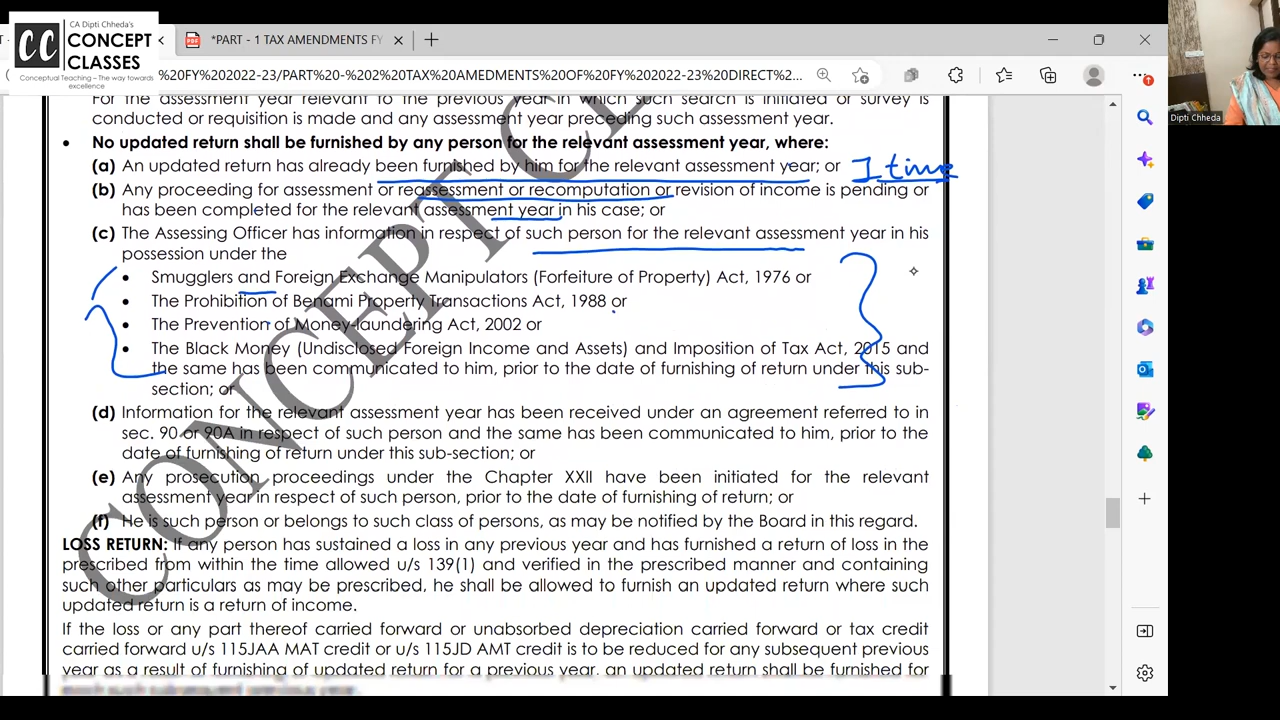 CA Dipti Chheda's
CC CONCEPT
CLASSES
Conceptual Teaching – The way towards
excellence
*PART - 1 TAX AMENDMENTS FY
%20FY%202022-23/PART%20-%202%20TAX%20AMEDMENTS%20OF%20FY%202022-23%20DIRECT%2...
Dipti Chheda
For the assessment year relevant to the previous year in which such search is initiated or survey is
conducted or requisition is made and any assessment year preceding such assessment year.
• No updated return shall be furnished by any person for the relevant assessment year, where:
(a) An updated return has already been furnished by him for the relevant assessment year; or 1 time
(b) Any proceeding for assessment or reassessment or recomputation or revision of income is pending or
has been completed for the relevant assessment year in his case; or
(c) The Assessing Officer has information in respect of such person for the relevant assessment year in his
possession under the
• Smugglers and Foreign Exchange Manipulators (Forfeiture of Property) Act, 1976 or
• The Prohibition of Benami Property Transactions Act, 1988 or
• The Prevention of Money-laundering Act, 2002 or
• The Black Money (Undisclosed Foreign Income and Assets) and Imposition of Tax Act, 2015 and
the same has been communicated to him, prior to the date of furnishing of return under this sub-
section; or
(d) Information for the relevant assessment year has been received under an agreement referred to in
sec. 90 or 90A in respect of such person and the same has been communicated to him, prior to the
date of furnishing of return under this sub-section; or
(e) Any prosecution proceedings under the Chapter XXII have been initiated for the relevant
assessment year in respect of such person, prior to the date of furnishing of return; or
(f) He is such person or belongs to such class of persons, as may be notified by the Board in this regard.
LOSS RETURN: If any person has sustained a loss in any previous year and has furnished a return of loss in the
prescribed from within the time allowed u/s 139(1) and verified in the prescribed manner and containing
such other particulars as may be prescribed, he shall be allowed to furnish an updated return where such
updated return is a return of income.
If the loss or any part thereof carried forward or unabsorbed depreciation carried forward or tax credit
carried forward u/s 115JAA MAT credit or u/s 115JD AMT credit is to be reduced for any subsequent previous
year as a result of furnishing of updated return for a previous year, an updated return shall be furnished for
CONCEPT CL